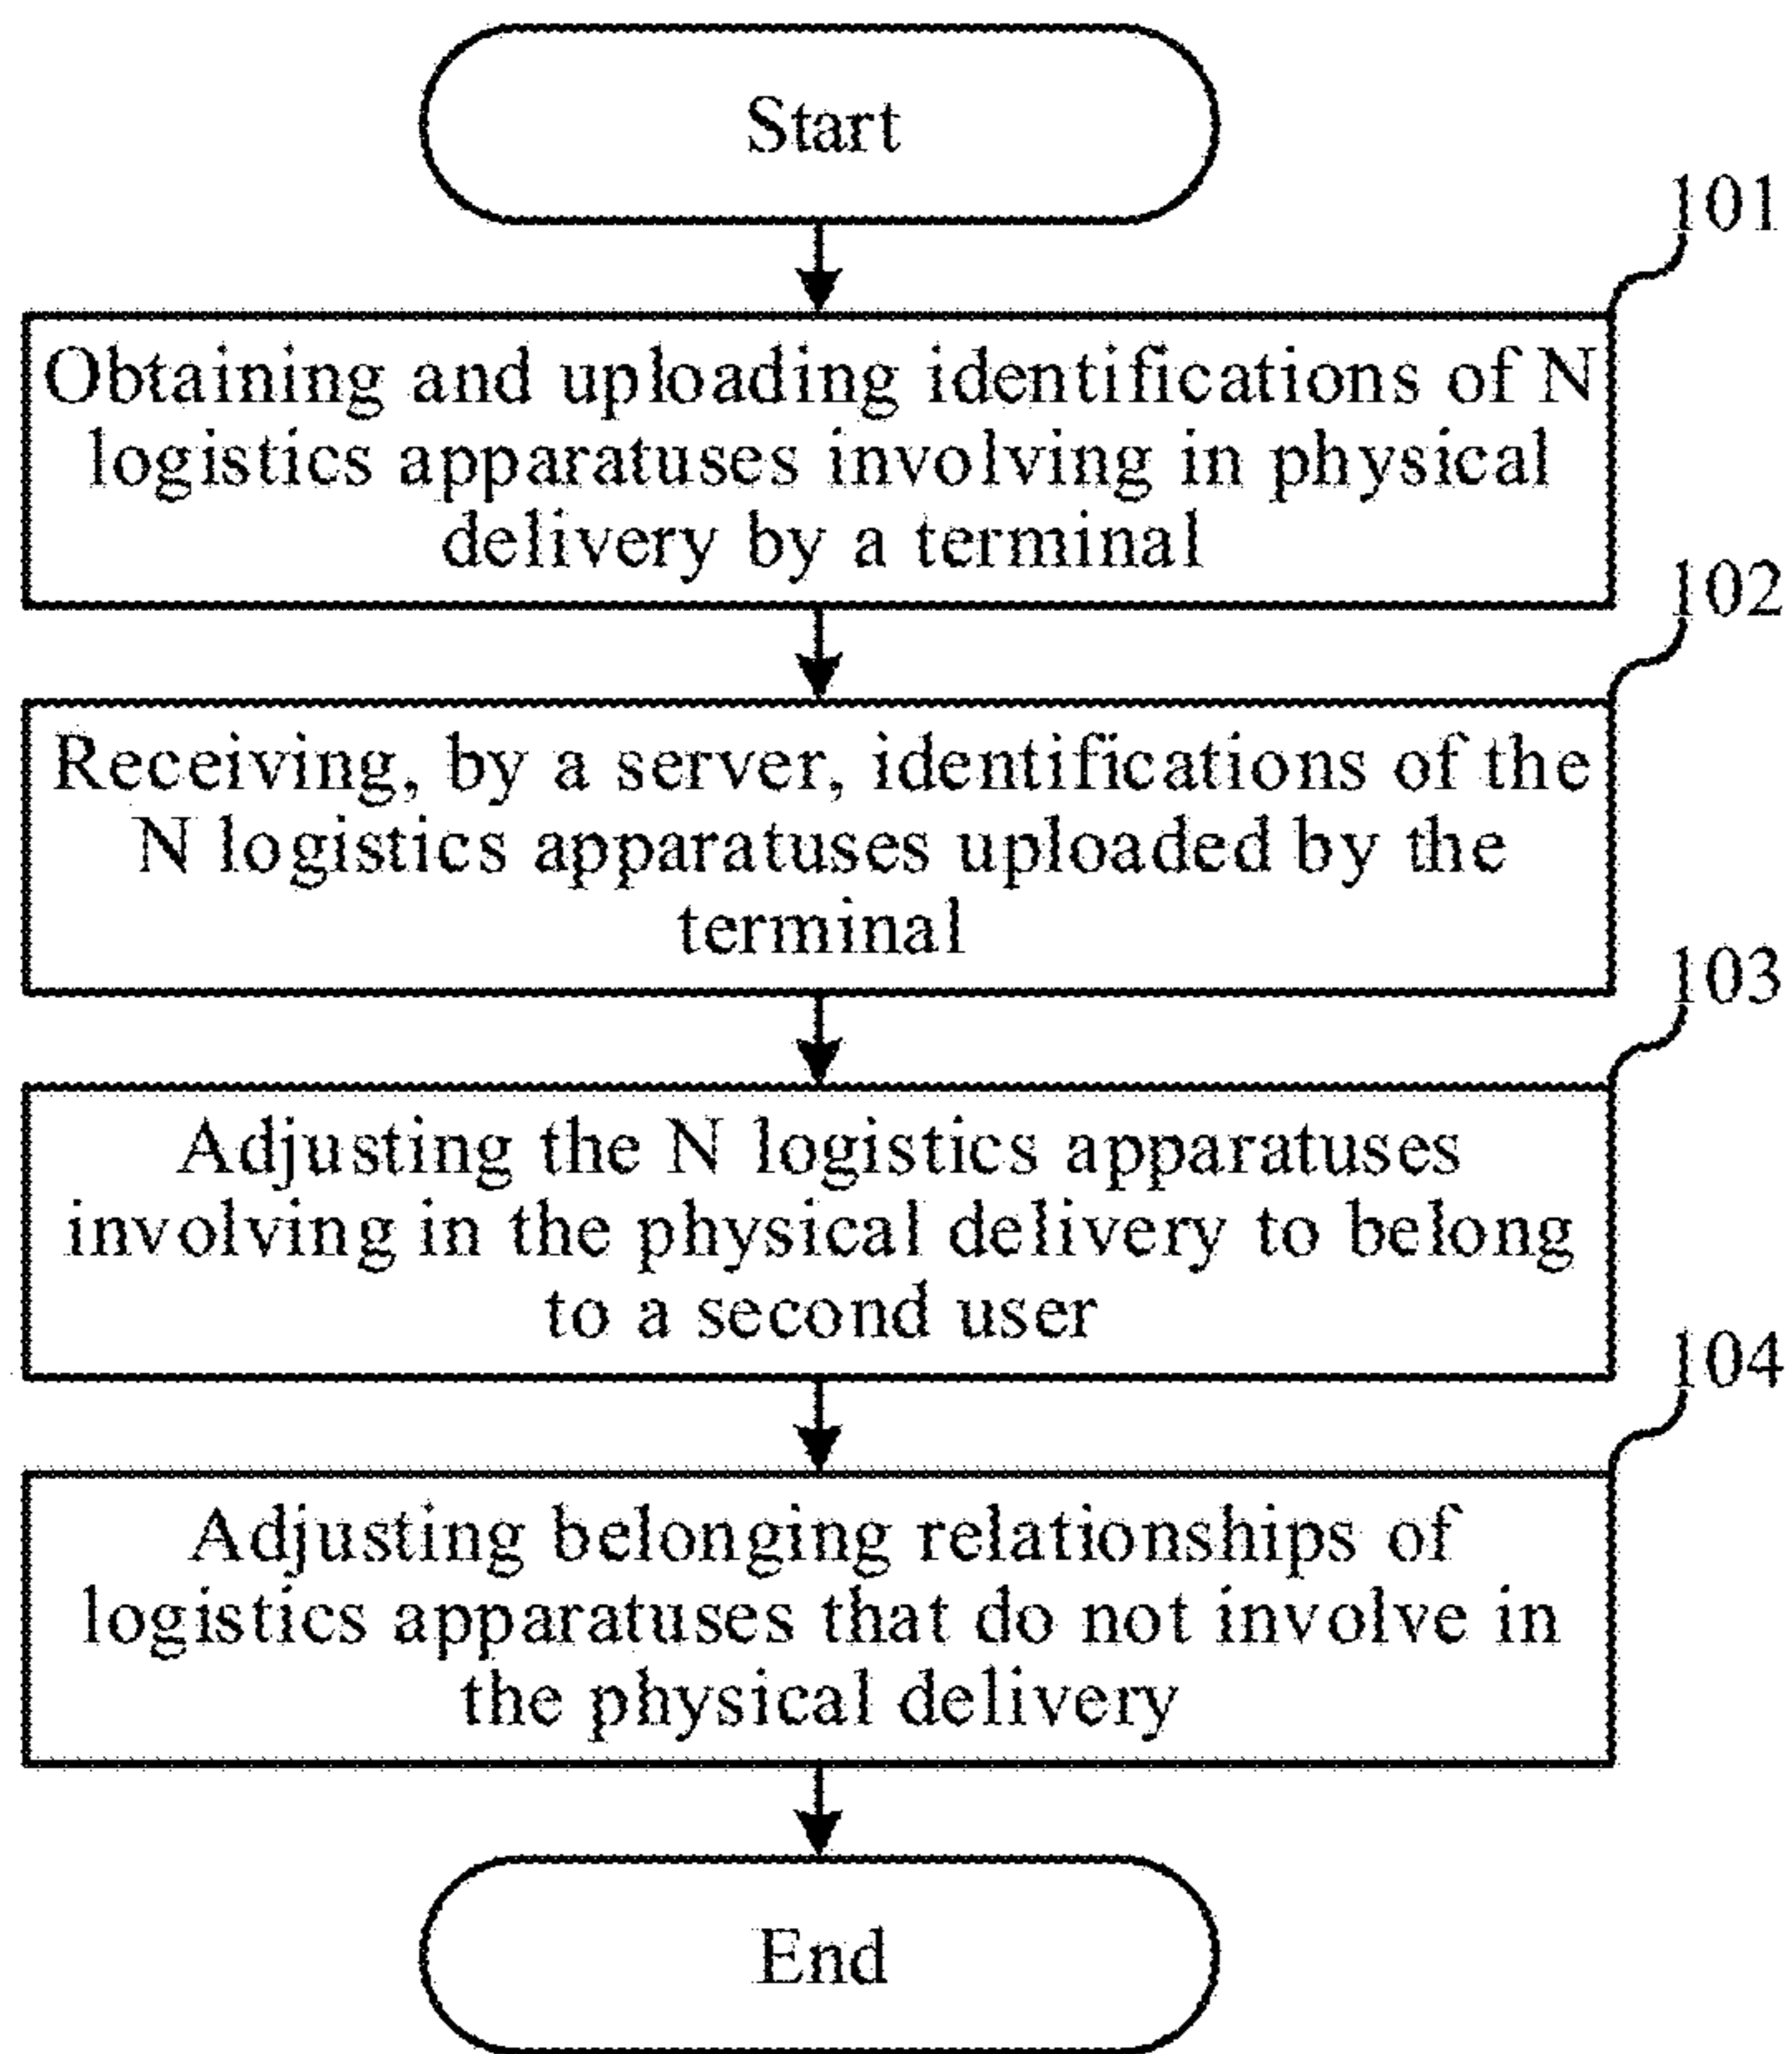 Start
101
Obtaining and uploading identifications of N
logistics apparatuses involving in physical
delivery by a terminal
102
Receiving, by a server, identifications of the
N logistics apparatuses uploaded by the
terminal
103
Adjusting the N logistics apparatuses
involving in the physical delivery to belong
to a second user
104
Adjusting belonging relationships of
logistics apparatuses that do not involve in
the physical delivery
End